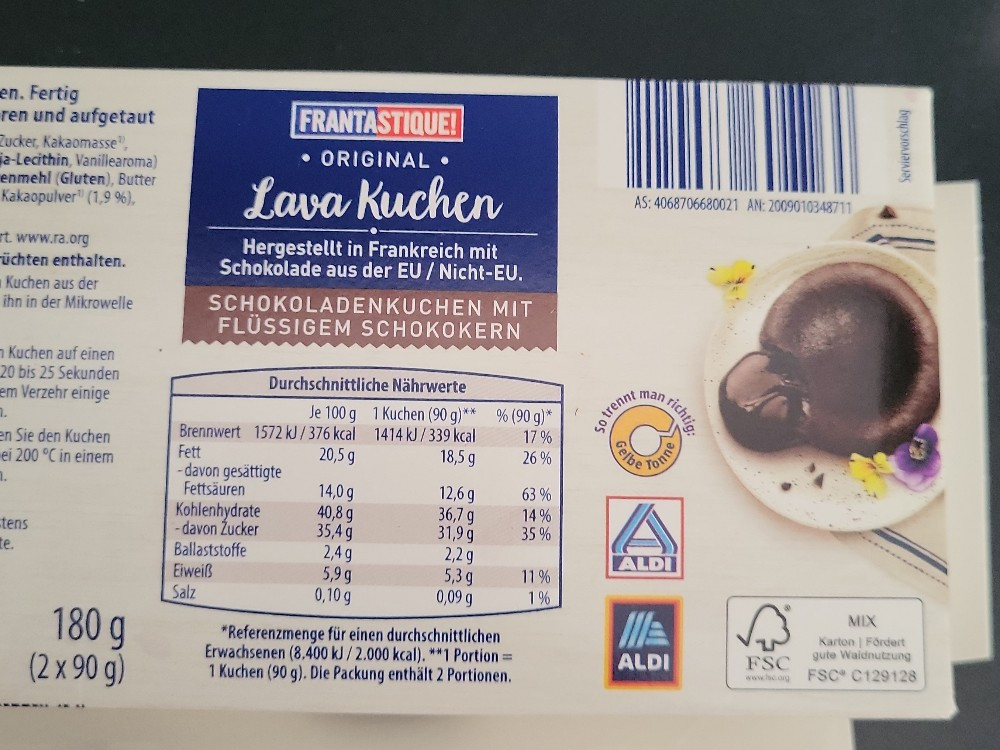 en. Fertig
ren und aufgetaut
Zucker, Kakaomasse¹⁾,
ja-Lecithin, Vanillearoma)
enmehl (Gluten), Butter
Kakaopulver¹⁾ (1,9 %),
rt. www.ra.org
rüchten enthalten.
Kuchen aus der
ihn in der Mikrowelle
n Kuchen auf einen
20 bis 25 Sekunden
em Verzehr einige
n.
en Sie den Kuchen
ei 200 °C in einem
n.
stens
te.
180 g
(2 x 90 g)
FRANTASTIQUE!
• ORIGINAL •
Lava Kuchen
Hergestellt in Frankreich mit
Schokolade aus der EU / Nicht-EU.
SCHOKOLADENKUCHEN MIT
FLÜSSIGEM SCHOKOKERN
Durchschnittliche Nährwerte
Je 100 g 1 Kuchen (90 g)** % (90 g)*
Brennwert 1572 kJ / 376 kcal 1414 kJ / 339 kcal 17 %
Fett 20,5 g 18,5 g 26 %
- davon gesättigte
Fettsäuren 14,0 g 12,6 g 63 %
Kohlenhydrate 40,8 g 36,7 g 14 %
- davon Zucker 35,4 g 31,9 g 35 %
Ballaststoffe 2,4 g 2,2 g
Eiweiß 5,9 g 5,3 g 11 %
Salz 0,10 g 0,09 g 1 %
*Referenzmenge für einen durchschnittlichen
Erwachsenen (8.400 kJ / 2.000 kcal). **1 Portion =
1 Kuchen (90 g). Die Packung enthält 2 Portionen.
AS: 4068706680021 AN: 2009010348711
Serviervorschlag
So trennt man richtig:
Gelbe Tonne
ALDI
ALDI
FSC
www.fsc.org
MIX
Karton | Fördert
gute Waldnutzung
FSC® C129128